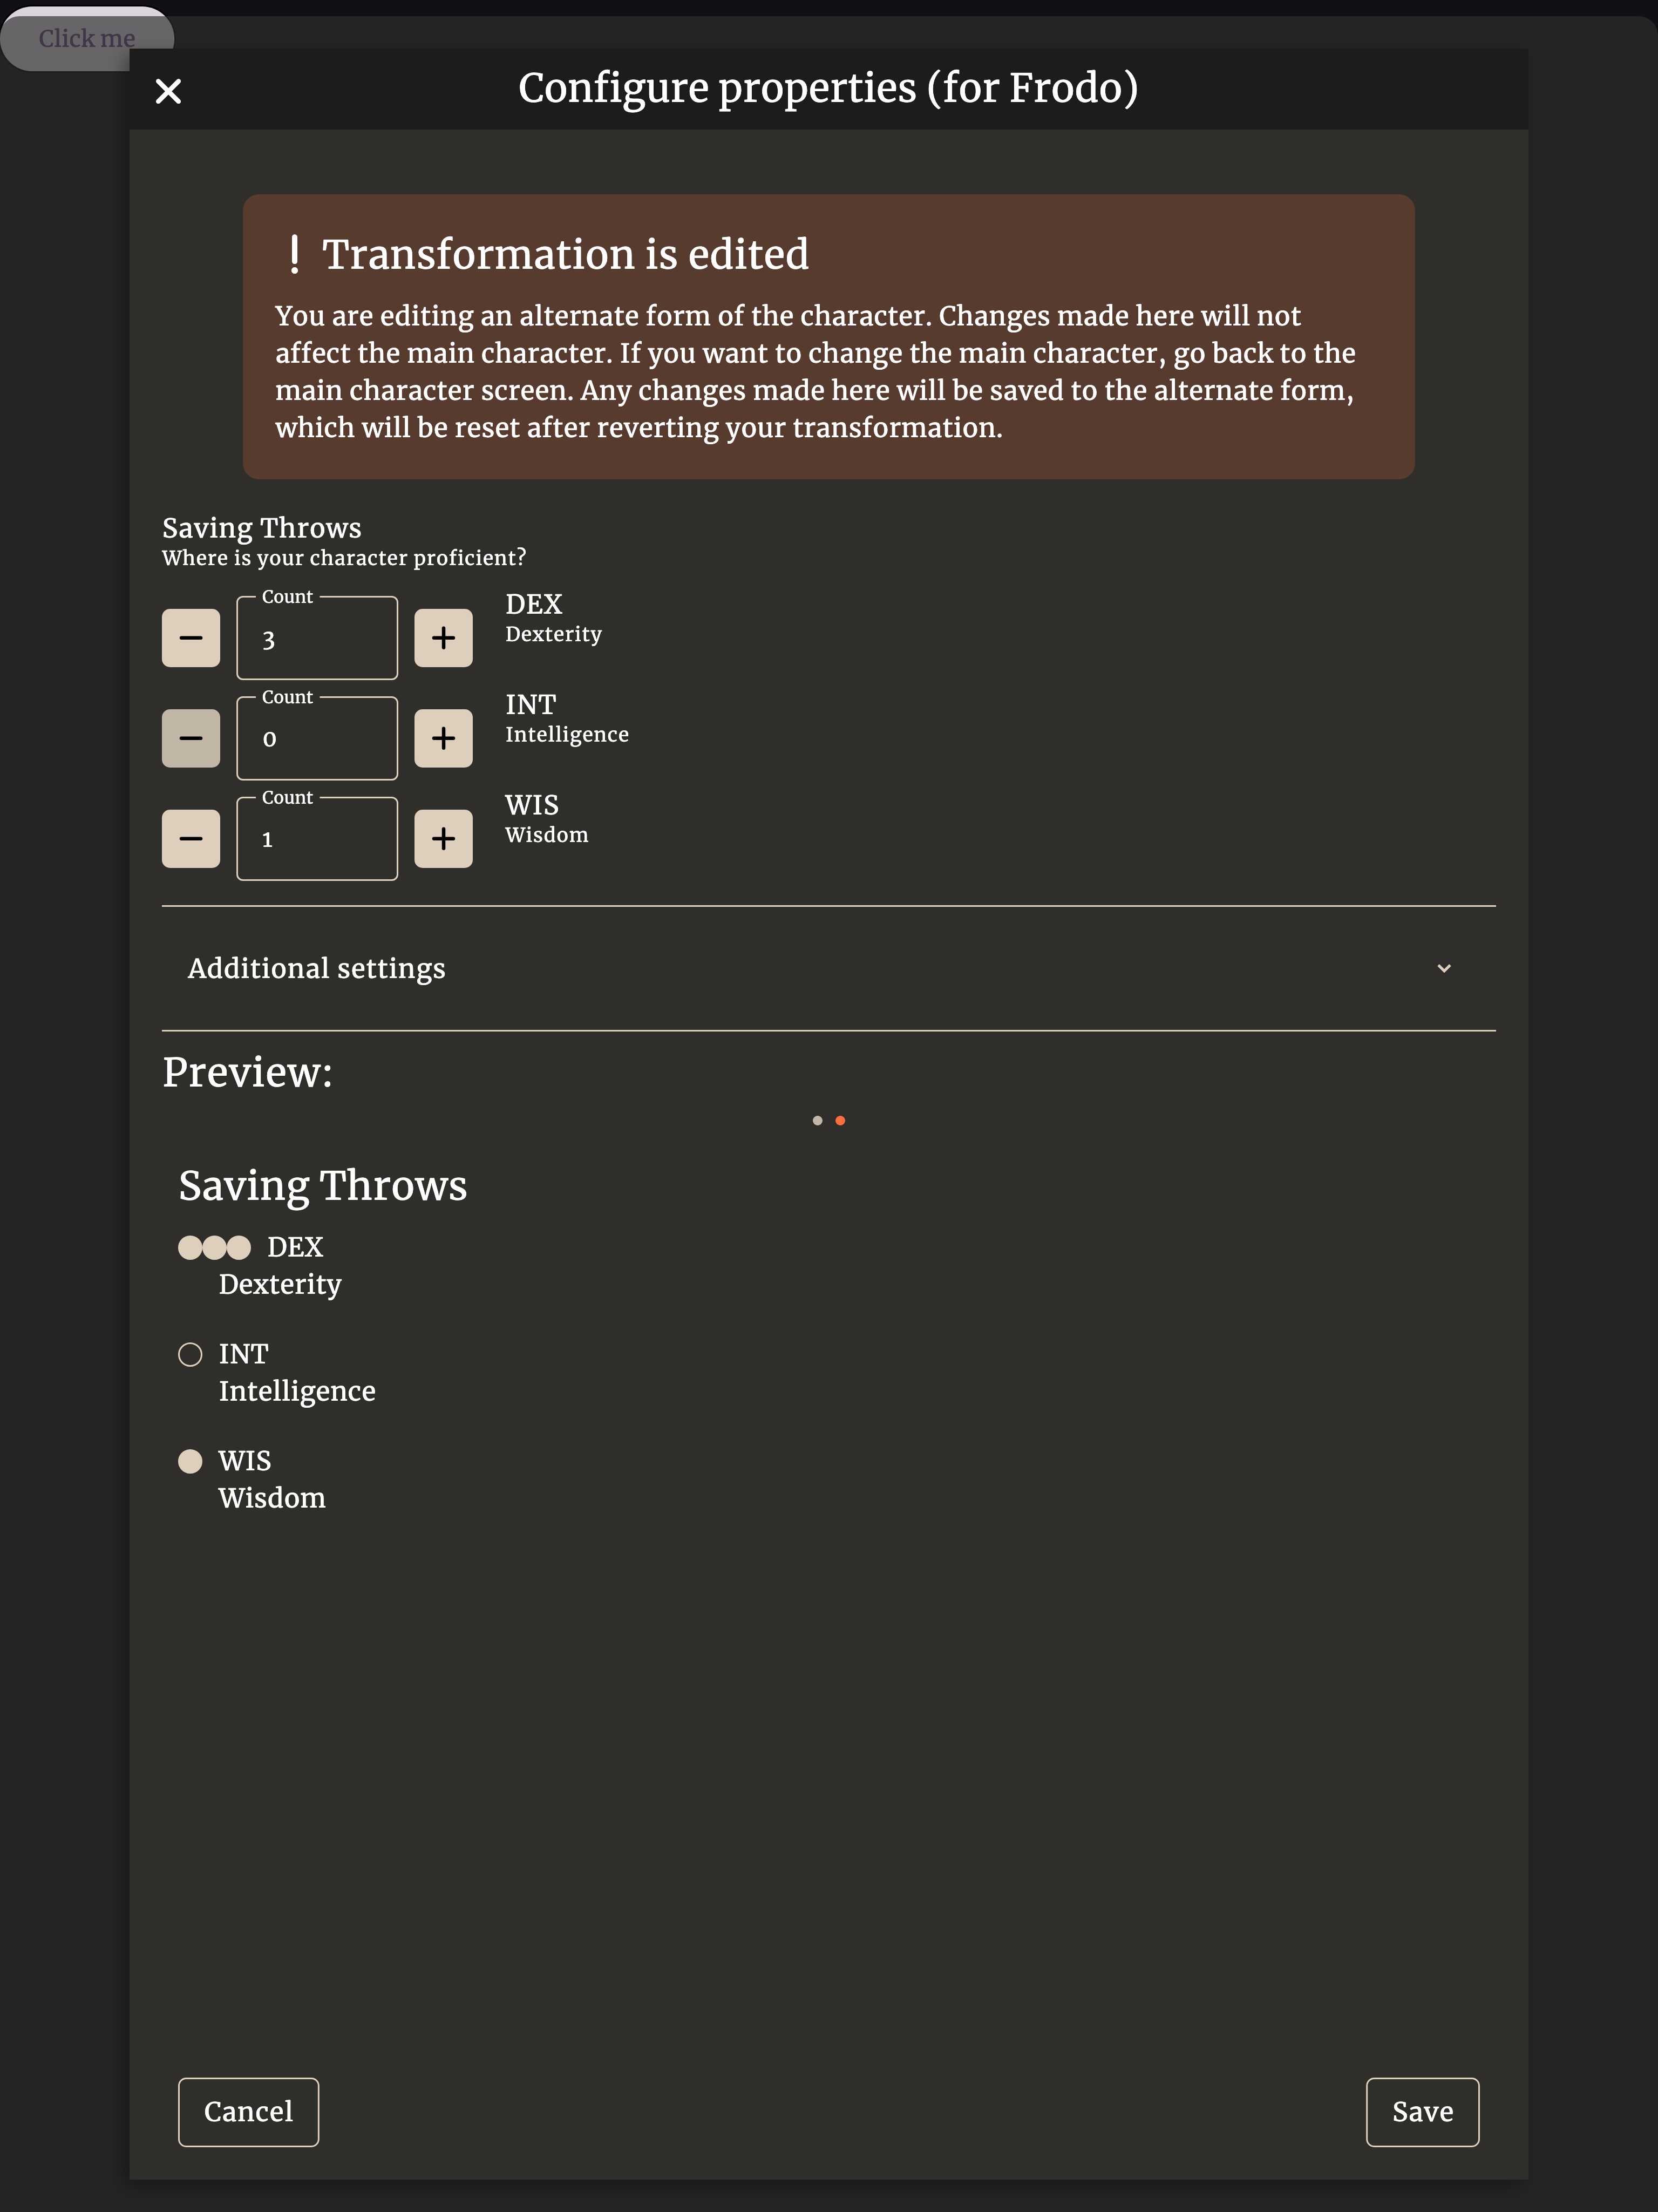 Click me
Configure properties (for Frodo)
! Transformation is edited
You are editing an alternate form of the character. Changes made here will not
affect the main character. If you want to change the main character, go back to the
main character screen. Any changes made here will be saved to the alternate form,
which will be reset after reverting your transformation.
Saving Throws
Where is your character proficient?
Count
3
DEX
Dexterity
Count
0
INT
Intelligence
Count
1
WIS
Wisdom
Additional settings
Preview:
Saving Throws
DEX
Dexterity
INT
Intelligence
WIS
Wisdom
Cancel
Save